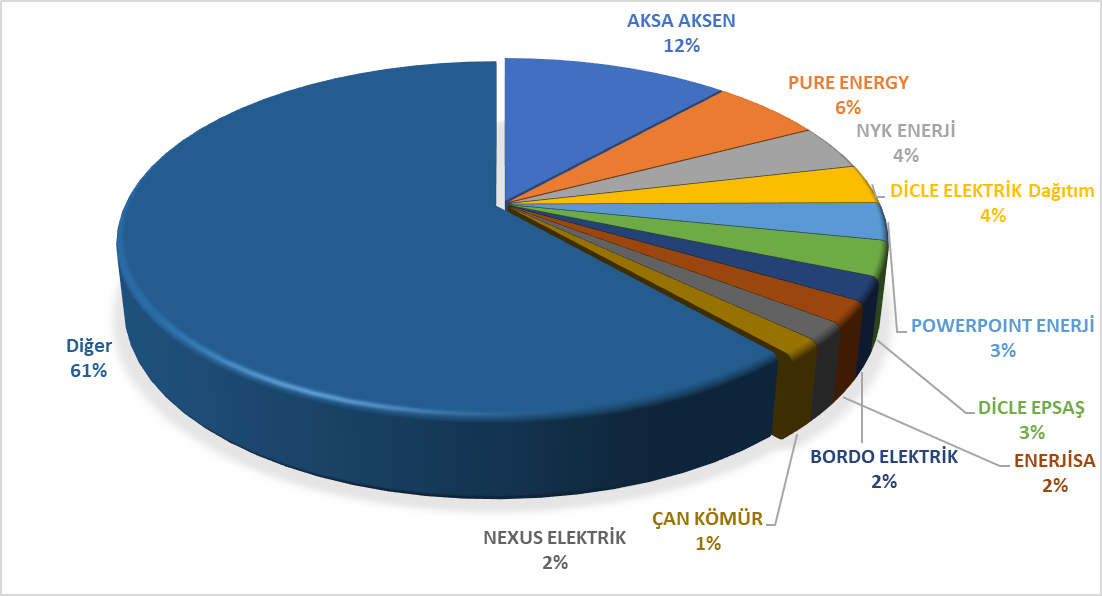 AKSA AKSEN
12%
PURE ENERGY
6%
NYK ENERJİ
4%
DİCLE ELEKTRİK Dağıtım
4%
POWERPOINT ENERJİ
3%
DİCLE EPSAŞ
3%
ENERJİSA
2%
BORDO ELEKTRİK
2%
NEXUS ELEKTRİK
2%
ÇAN KÖMÜR
1%
Diğer
61%